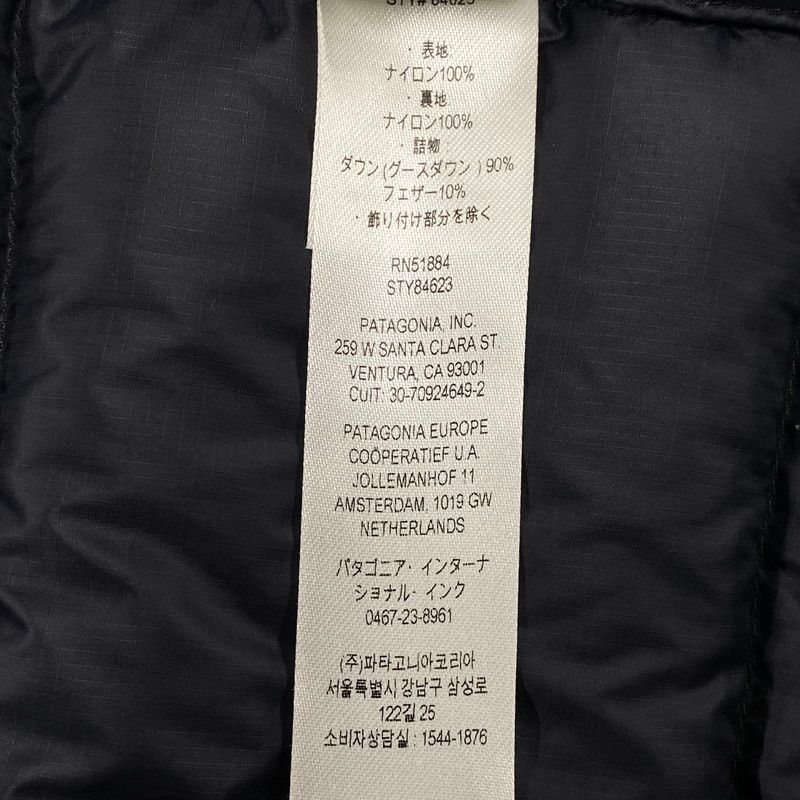 STY# 84623
・表地
ナイロン100%
・裏地
ナイロン100%
・詰物
ダウン(グースダウン)90%
フェザー10%
・飾り付け部分を除く
RN51884
STY84623
PATAGONIA, INC.
259 W SANTA CLARA ST.
VENTURA, CA 93001
CUIT: 30-70924649-2
PATAGONIA EUROPE
COÖPERATIEF U.A.
JOLLEMANHOF 11
AMSTERDAM, 1019 GW
NETHERLANDS
パタゴニア・インターナ
ショナル・インク
0467-23-8961
(주)파타고니아코리아
서울특별시 강남구 삼성로
122길 25
소비자상담실 : 1544-1876